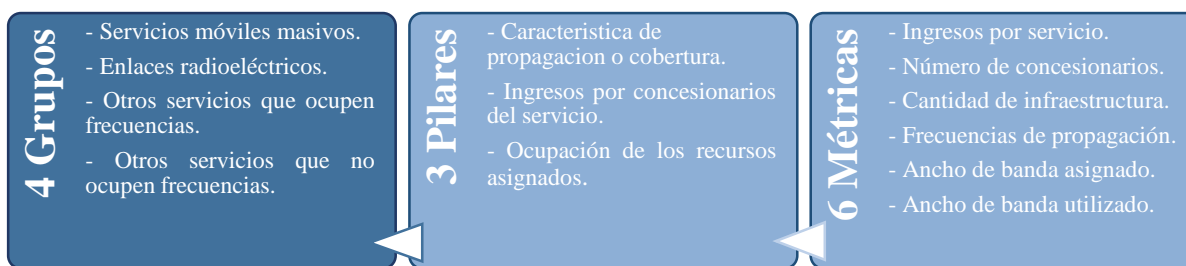 4 Grupos
- Servicios móviles masivos.
- Enlaces radioeléctricos.
- Otros servicios que ocupen
frecuencias.
- Otros servicios que no
ocupen frecuencias.
3 Pilares
- Caracteristica de
propagacion o cobertura.
- Ingresos por concesionarios
del servicio.
- Ocupación de los recursos
asignados.
6 Métricas
- Ingresos por servicio.
- Número de concesionarios.
- Cantidad de infraestructura.
- Frecuencias de propagación.
- Ancho de banda asignado.
- Ancho de banda utilizado.